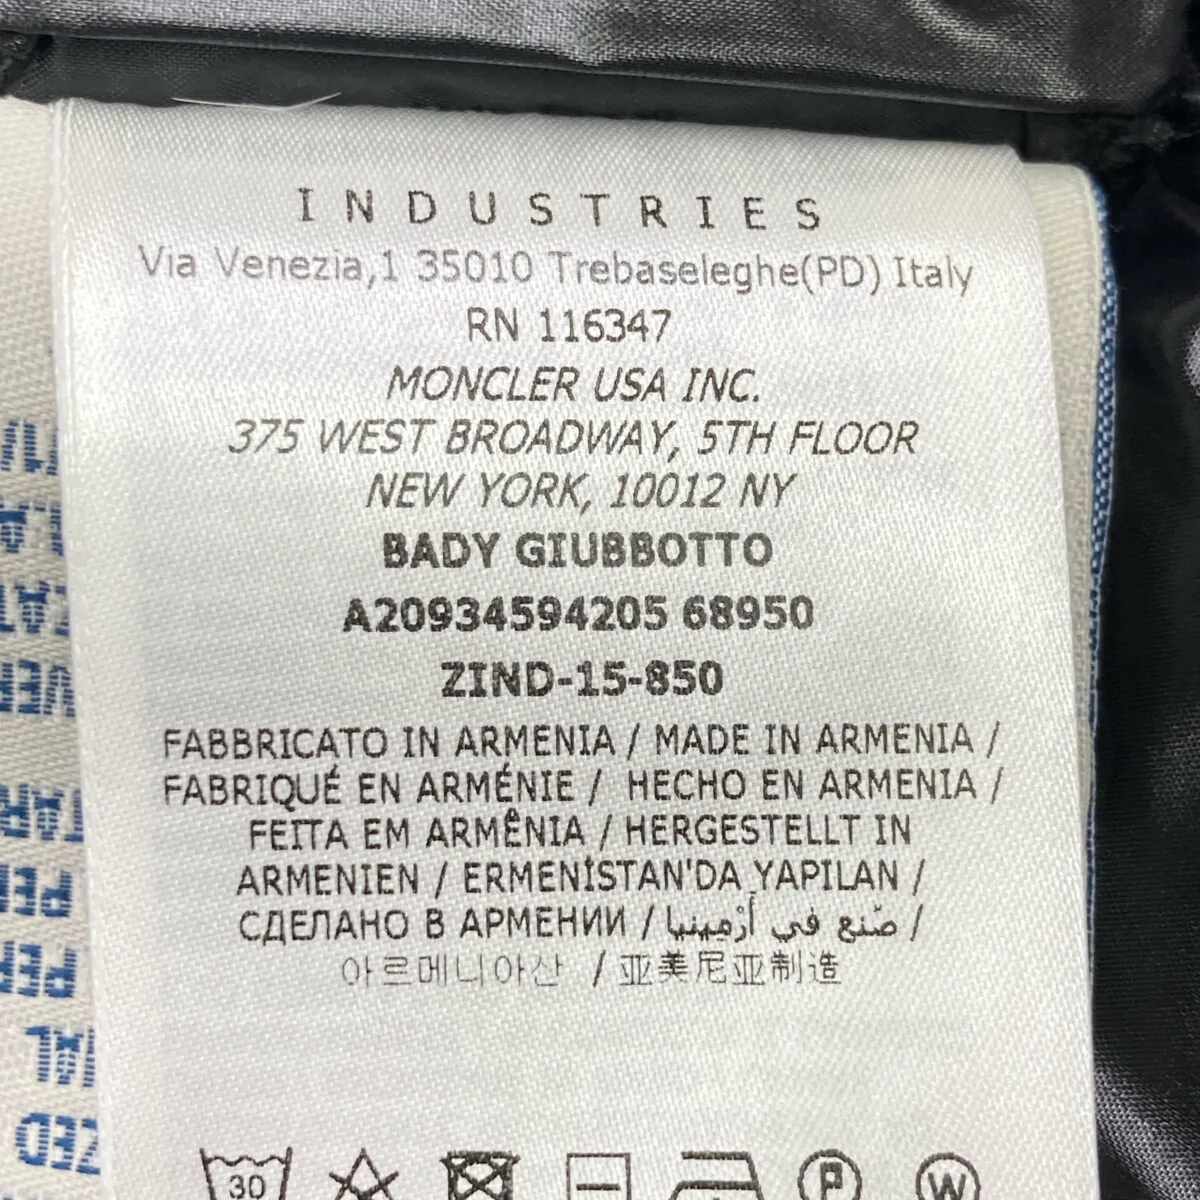 INDUSTRIES
Via Venezia,1 35010 Trebaseleghe(PD) Italy
RN 116347
MONCLER USA INC.
375 WEST BROADWAY, 5TH FLOOR
NEW YORK, 10012 NY
BADY GIUBBOTTO
A20934594205 68950
ZIND-15-850
FABBRICATO IN ARMENIA / MADE IN ARMENIA /
FABRIQUÉ EN ARMÉNIE / HECHO EN ARMENIA /
FEITA EM ARMÊNIA / HERGESTELLT IN
ARMENIEN / ERMENİSTAN'DA YAPILAN /
СДЕЛАНО В АРМЕНИИ / صّنع في أرْمينيا /
아르메니아산 / 亚美尼亚制造
30
P
W